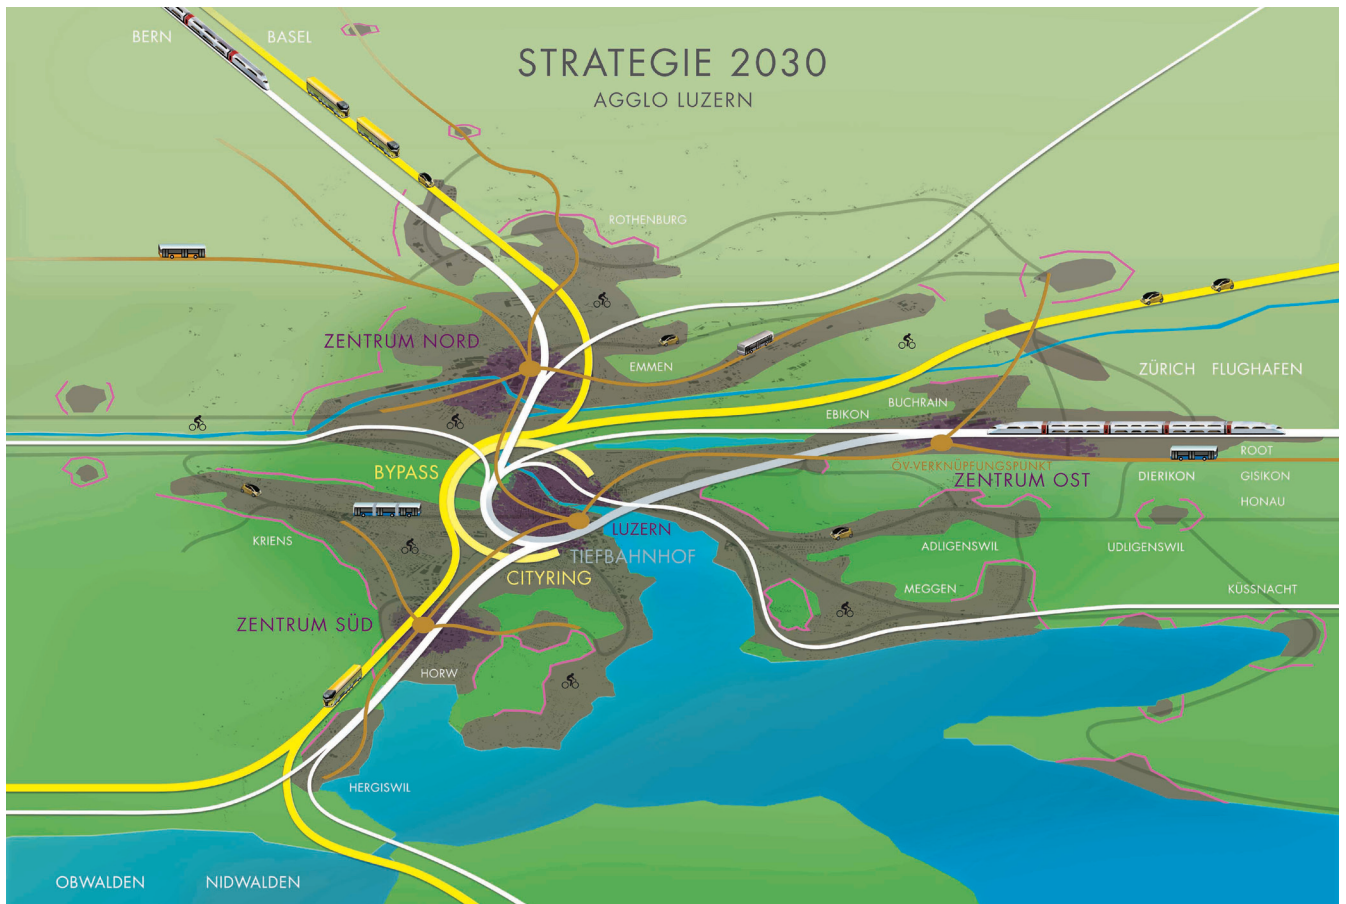 BERN
BASEL
STRATEGIE 2030
AGGLO LUZERN
ROTHENBURG
ZENTRUM NORD
EMMEN
ZÜRICH FLUGHAFEN
BUCHRAIN
EBIKON
BYPASS
ÖV-VERKNÜPFUNGSPUNKT
ZENTRUM OST
ROOT
DIERIKON
GISIKON
HONAU
LUZERN
KRIENS
TIEFBAHNHOF
ADLIGENSWIL
UDLIGENSWIL
CITYRING
MEGGEN
KÜSSNACHT
ZENTRUM SÜD
HORW
HERGISWIL
OBWALDEN
NIDWALDEN